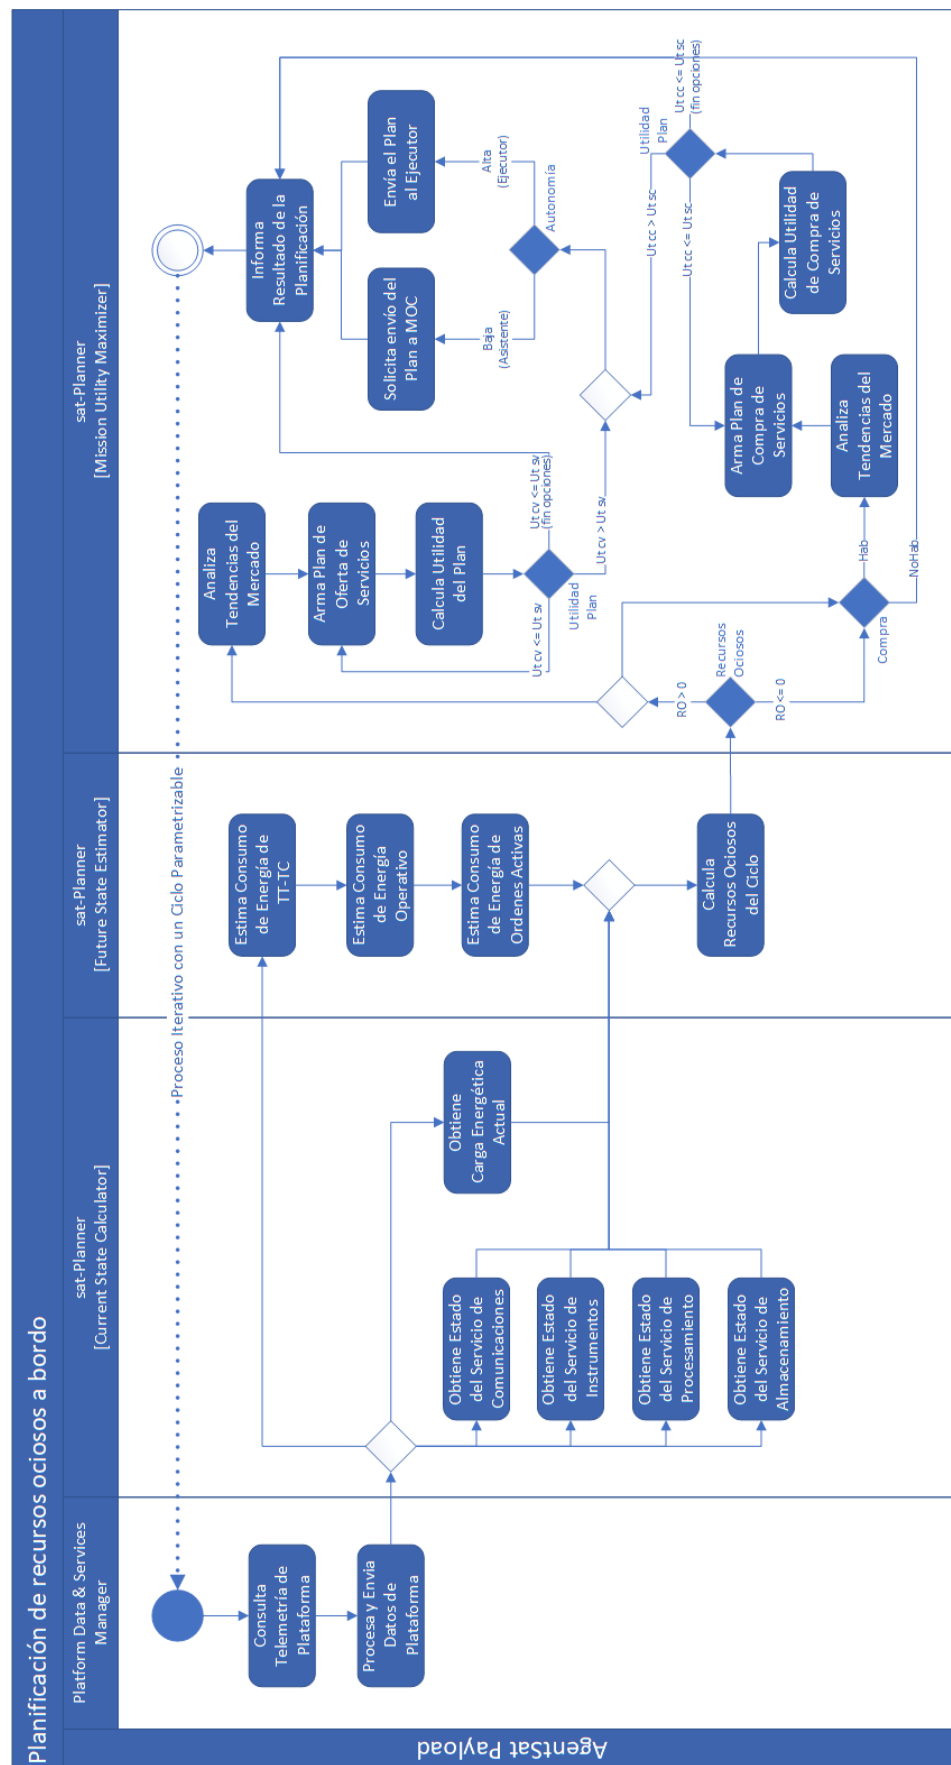 Planificación de recursos ociosos a bordo
AgentSat Payload
Platform Data & Services
Manager
sat-Planner
[Current State Calculator]
sat-Planner
[Future State Estimator]
sat-Planner
[Mission Utility Maximizer]
Proceso Iterativo con un Ciclo Parametrizable
Consulta
Telemetría de
Plataforma
Procesa y Envia
Datos de
Plataforma
Obtiene Estado
del Servicio de
Comunicaciones
Obtiene Estado
del Servicio de
Instrumentos
Obtiene Estado
del Servicio de
Procesamiento
Obtiene Estado
del Servicio de
Almacenamiento
Obtiene
Carga Energética
Actual
Estima Consumo
de Energía de
TT-TC
Estima Consumo
de Energía
Operativo
Estima Consumo
de Energía de
Ordenes Activas
Calcula
Recursos Ociosos
del Ciclo
Recursos
Ociosos
RO > 0
RO <= 0
Analiza
Tendencias del
Mercado
Arma Plan de
Oferta de
Servicios
Calcula Utilidad
del Plan
Utilidad
Plan
Ut cv <= Ut sv
Ut cv <= Ut sv
(fin opciones)
Ut cv > Ut sv
Compra
Hab
NoHab
Analiza
Tendencias del
Mercado
Arma Plan de
Compra de
Servicios
Calcula Utilidad
de Compra de
Servicios
Utilidad
Plan
Ut cc <= Ut sc
Ut cc > Ut sc
Ut cc <= Ut sc
(fin opciones)
Autonomía
Baja
(Asistente)
Alta
(Ejecutor)
Solicita envío del
Plan a MOC
Envía el Plan
al Ejecutor
Informa
Resultado de la
Planificación